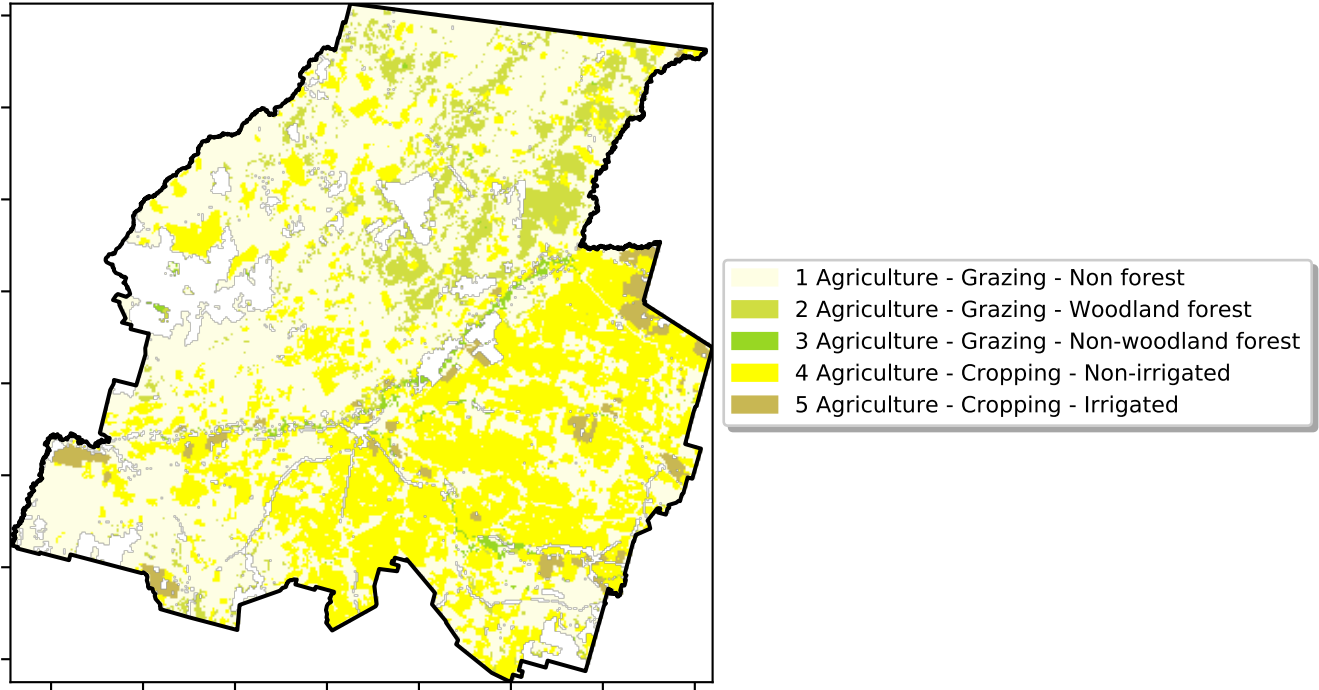 1 Agriculture - Grazing - Non forest
2 Agriculture - Grazing - Woodland forest
3 Agriculture - Grazing - Non-woodland forest
4 Agriculture - Cropping - Non-irrigated
5 Agriculture - Cropping - Irrigated